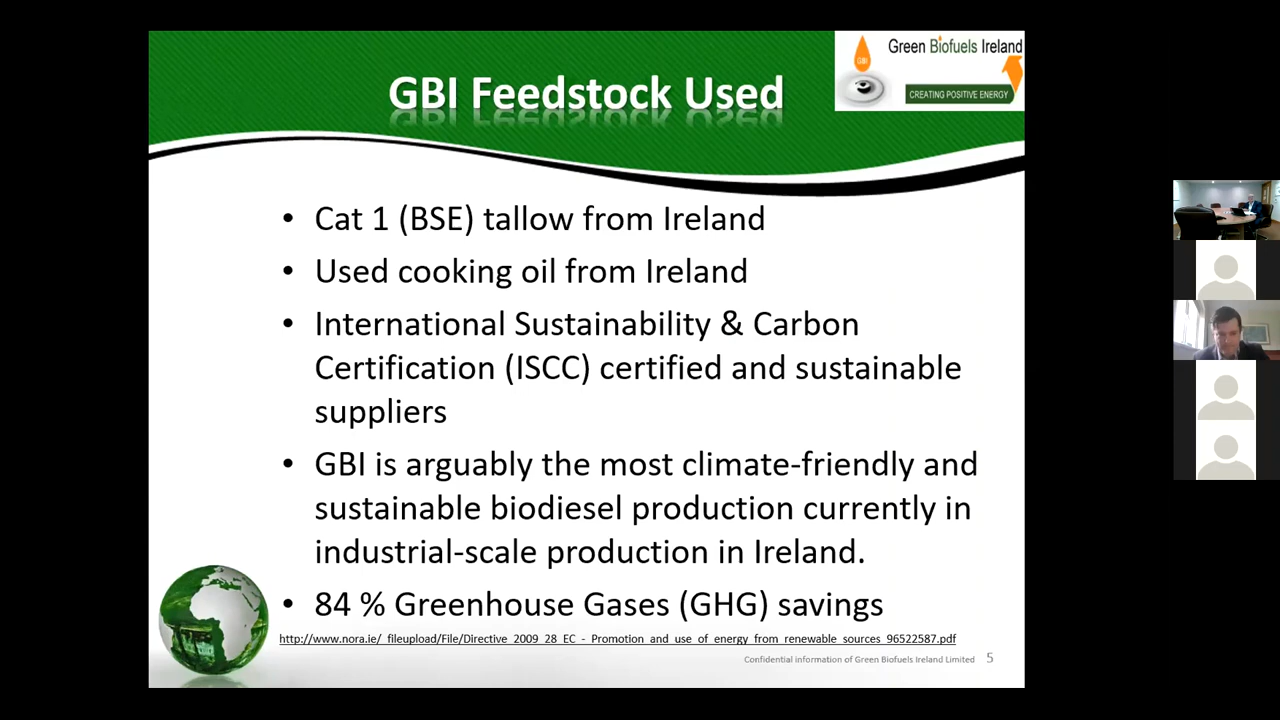 GBI Feedstock Used
Green Biofuels Ireland
GBI
CREATING POSITIVE ENERGY
• Cat 1 (BSE) tallow from Ireland
• Used cooking oil from Ireland
• International Sustainability & Carbon
Certification (ISCC) certified and sustainable
suppliers
• GBI is arguably the most climate-friendly and
sustainable biodiesel production currently in
industrial-scale production in Ireland.
• 84 % Greenhouse Gases (GHG) savings
http://www.nora.ie/_fileupload/File/Directive_2009_28_EC_-_Promotion_and_use_of_energy_from_renewable_sources_96522587.pdf
Confidential information of Green Biofuels Ireland Limited 5